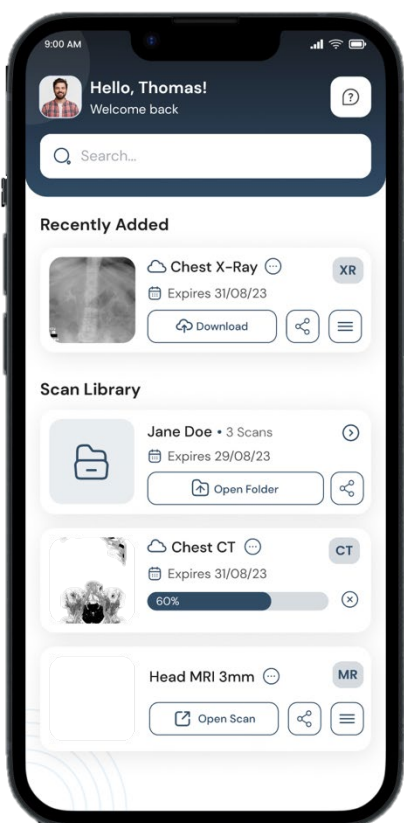 9:00 AM
Hello, Thomas!
Welcome back
Search...
Recently Added
Chest X-Ray
XR
Expires 31/08/23
Download
Scan Library
Jane Doe • 3 Scans
Expires 29/08/23
Open Folder
Chest CT
CT
Expires 31/08/23
60%
Head MRI 3mm
MR
Open Scan